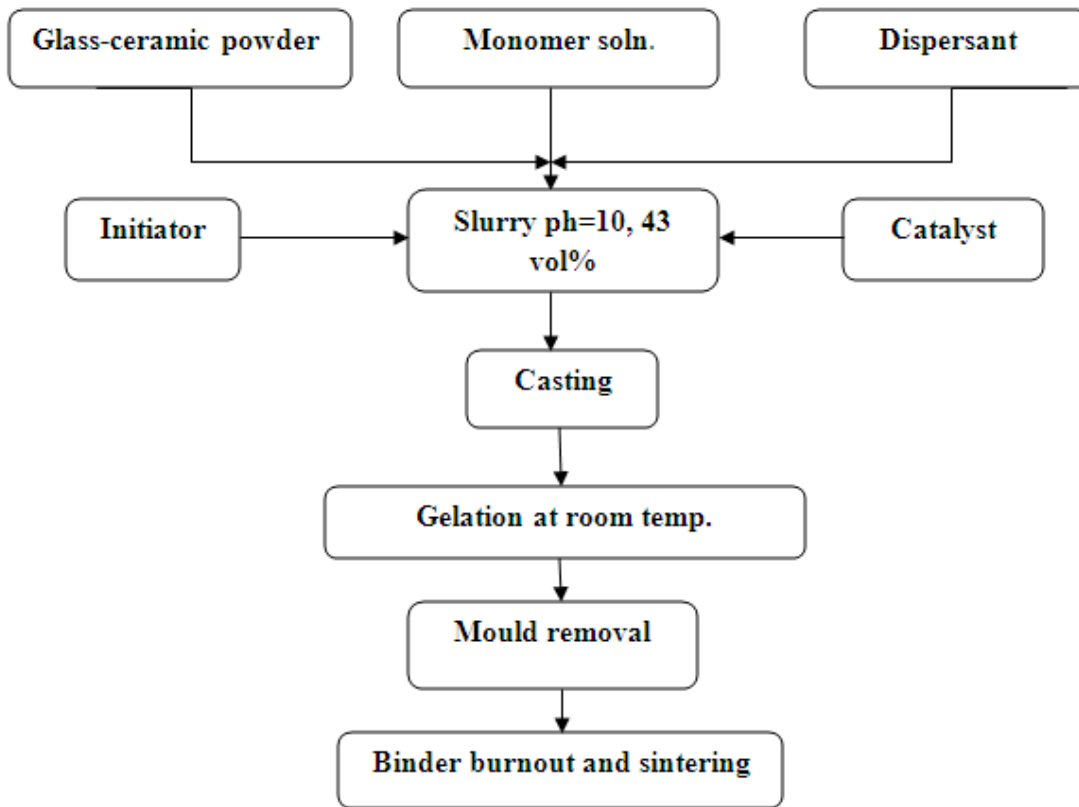 Glass-ceramic powder
Monomer soln.
Dispersant
Initiator
Slurry ph=10, 43
vol%
Catalyst
Casting
Gelation at room temp.
Mould removal
Binder burnout and sintering